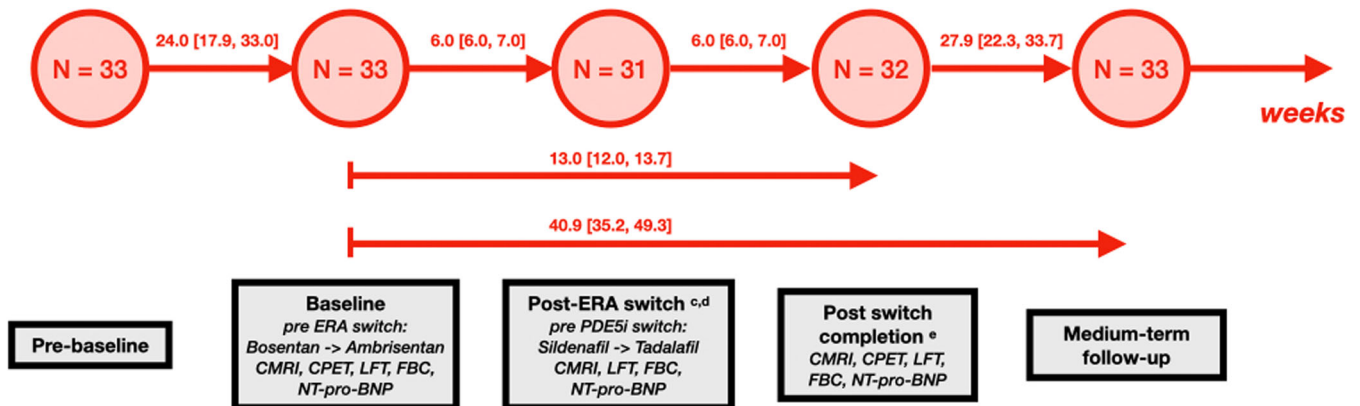 24.0 [17.9, 33.0]
6.0 [6.0, 7.0]
6.0 [6.0, 7.0]
27.9 [22.3, 33.7]
N = 33
N = 33
N = 31
N = 32
N = 33
weeks
13.0 [12.0, 13.7]
40.9 [35.2, 49.3]
Pre-baseline
Baseline
pre ERA switch:
Bosentan -> Ambrisentan
CMRI, CPET, LFT, FBC,
NT-pro-BNP
Post-ERA switch c,d
pre PDE5i switch:
Sildenafil -> Tadalafil
CMRI, LFT, FBC,
NT-pro-BNP
Post switch
completion e
CMRI, CPET, LFT,
FBC, NT-pro-BNP
Medium-term
follow-up